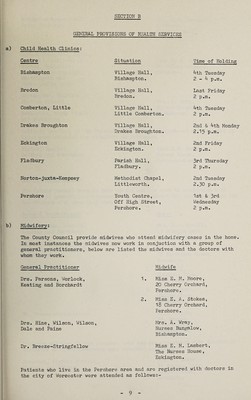 SECTION B
GENERAL PROVISIONS OF HEALTH SERVICES
a) Child Health Clinics:
Centre Situation Time of Holding
Bishampton Village Hall, 4th Tuesday
Bishampton. 2 - 4 p.m.
Bredon Village Hall, Last Friday
Bredon. 2 p.m.
Comberton, Little Village Hall, 4th Tuesday
Little Comberton. 2 p.m.
Drakes Broughton Village Hall, 2nd & 4th Monday
Drakes Broughton. 2.15 p.m.
Eckington Village Hall, 2nd Friday
Eckington. 2 p.m.
Fladbury Parish Hall, 3rd Thursday
Fladbury. 2 p.m.
Norton-juxta-Kempsey Methodist Chapel, 2nd Tuesday
Littleworth. 2.30 p.m.
Pershore Youth Centre, 1st & 3rd
Off High Street, Wednesday
Pershore. 2 p.m.
b) Midwifery:
The County Council provide midwives who attend midwifery cases in the home.
In most instances the midwives now work in conjuction with a group of
general practitioners, below are listed the midwives and the doctors with
whom they work.
General Practitioner Midwife
Drs. Parsons, Worlock, 1. Miss E. M. Moore,
Keating and Borchardt 20 Cherry Orchard,
Pershore.
2. Miss E. A. Stokes,
18 Cherry Orchard,
Pershore.
Drs. Hine, Wilson, Wilson, Mrs. A. Wray,
Dale and Paine Nurses Bungalow,
Bishampton.
Dr. Breeze-Stringfellow Miss E. M. Lambert,
The Nurses House,
Eckington.
Patients who live in the Pershore area and are registered with doctors in
the city of Worcester were attended as follows:-
- 9 -